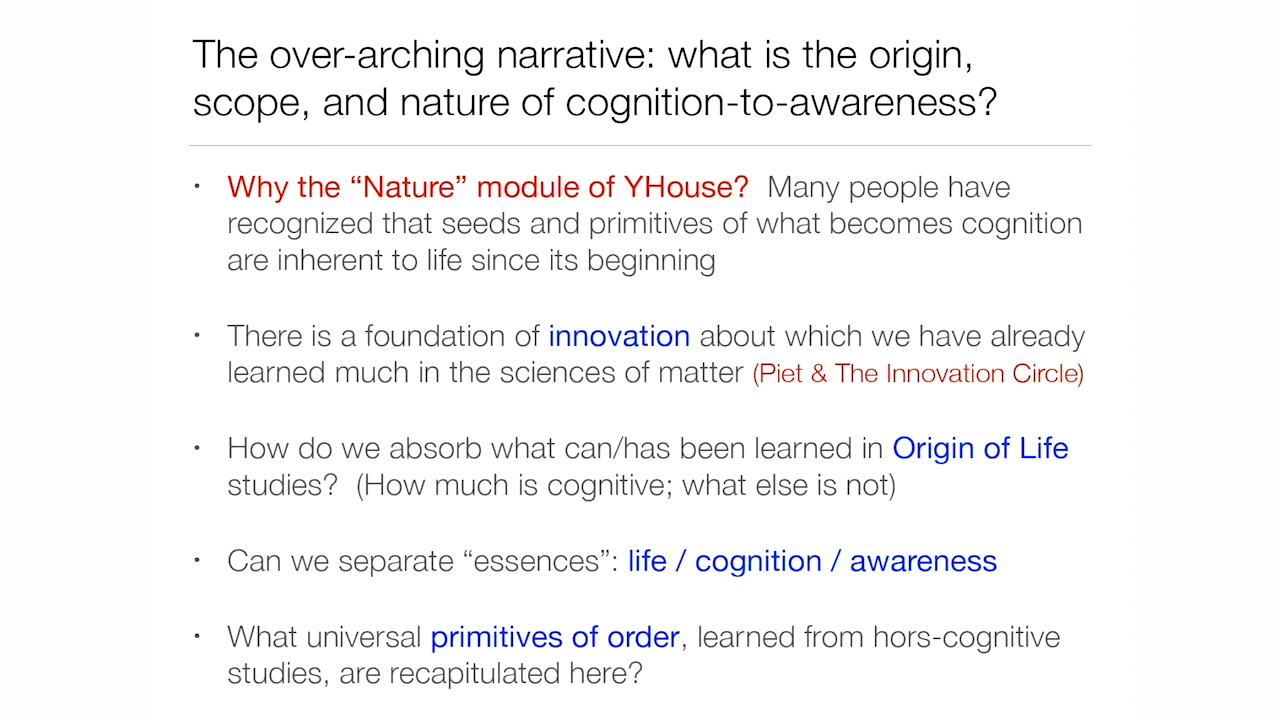 The over-arching narrative: what is the origin,
scope, and nature of cognition-to-awareness?
• Why the “Nature” module of YHouse? Many people have
recognized that seeds and primitives of what becomes cognition
are inherent to life since its beginning
• There is a foundation of innovation about which we have already
learned much in the sciences of matter (Piet & The Innovation Circle)
• How do we absorb what can/has been learned in Origin of Life
studies? (How much is cognitive; what else is not)
• Can we separate “essences”: life / cognition / awareness
• What universal primitives of order, learned from hors-cognitive
studies, are recapitulated here?